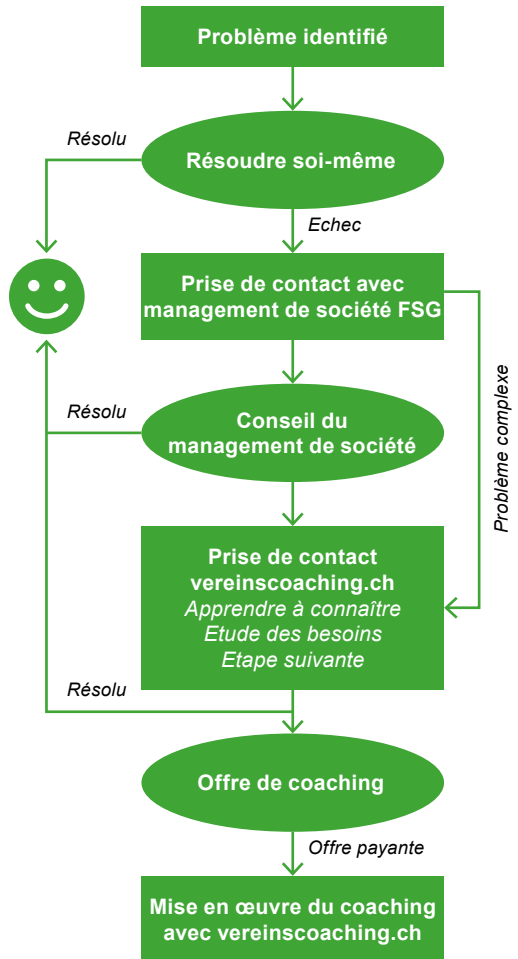 Problème identifié
Résolu
Résoudre soi-même
Echec
Prise de contact avec
management de société FSG
Problème complexe
Résolu
Conseil du
management de société
Prise de contact
vereinscoaching.ch
Apprendre à connaître
Etude des besoins
Etape suivante
Résolu
Offre de coaching
Offre payante
Mise en œuvre du coaching
avec vereinscoaching.ch